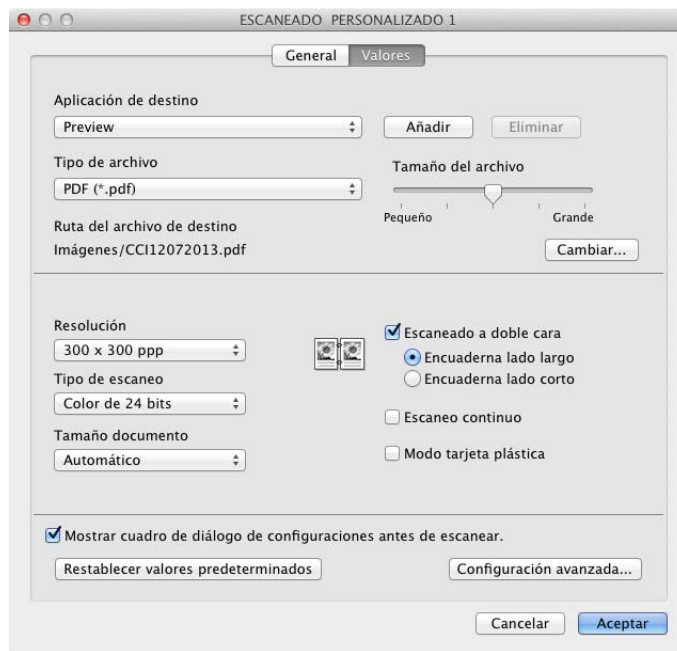 ESCANEADO PERSONALIZADO 1
General Valores
Aplicación de destino
Preview Añadir Eliminar
Tipo de archivo Tamaño del archivo
PDF (*.pdf)
Pequeño Grande
Ruta del archivo de destino
Imágenes/CCI12072013.pdf Cambiar...
Resolución
300 x 300 ppp
Escaneado a doble cara
Encuaderna lado largo
Tipo de escaneo
Encuaderna lado corto
Color de 24 bits
Escaneo continuo
Tamaño documento
Automático
Modo tarjeta plástica
Mostrar cuadro de diálogo de configuraciones antes de escanear.
Restablecer valores predeterminados Configuración avanzada...
Cancelar Aceptar